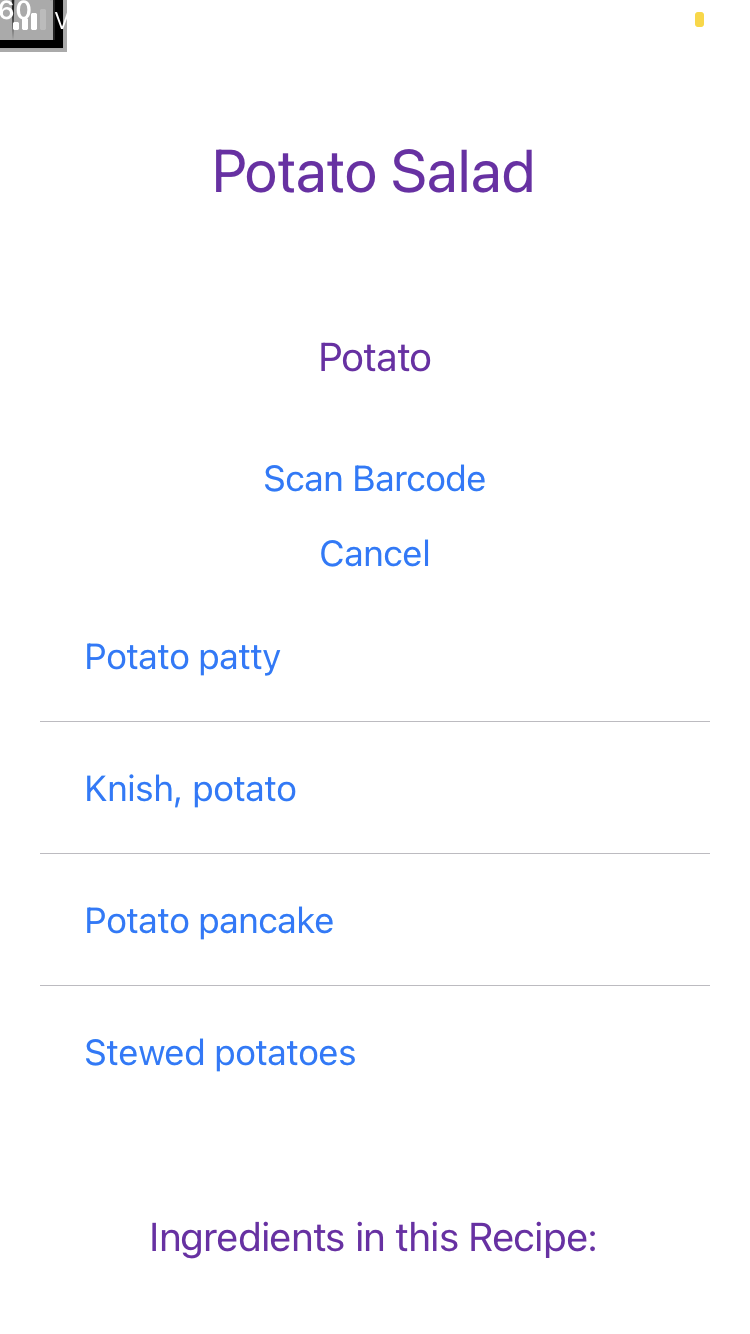 60
Potato Salad
Potato
Scan Barcode
Cancel
Potato patty
Knish, potato
Potato pancake
Stewed potatoes
Ingredients in this Recipe: